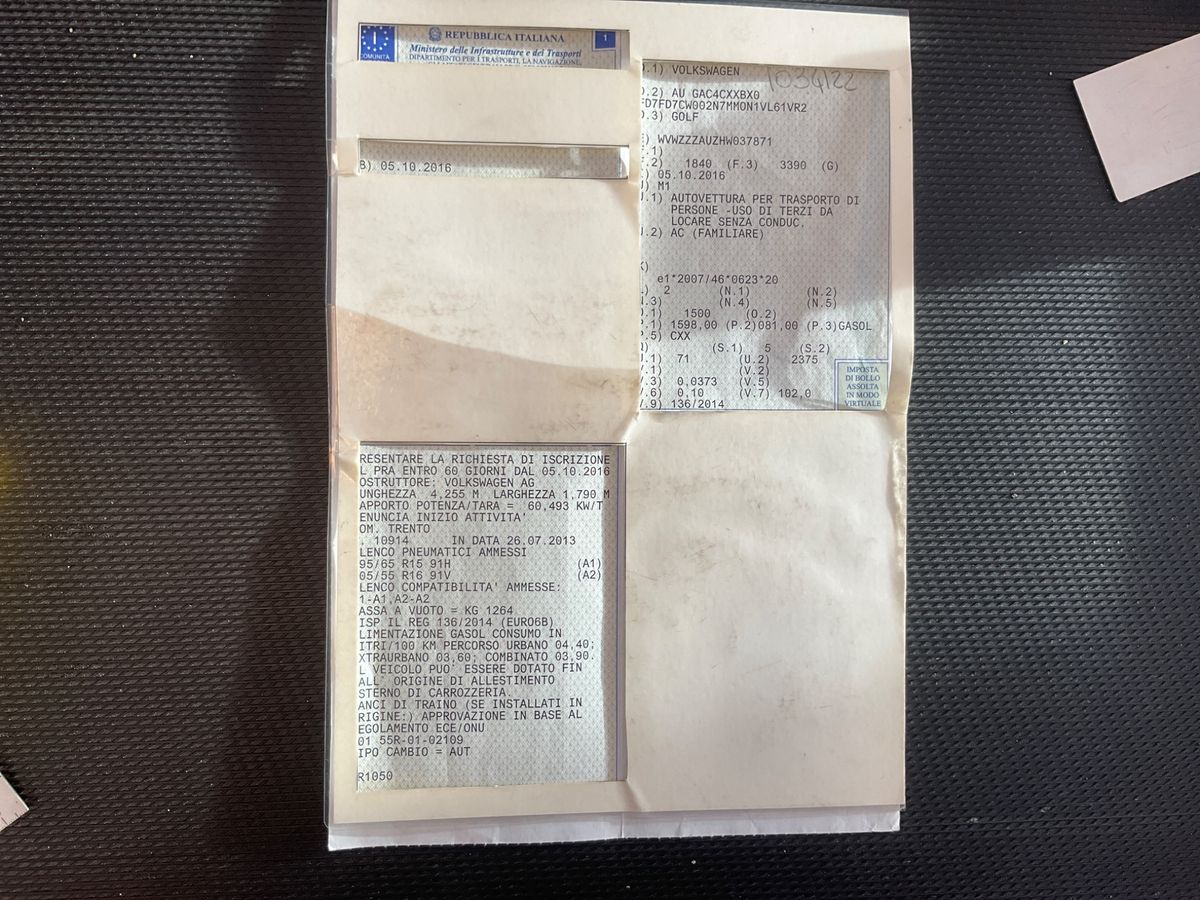 I
COMUNITÀ
REPUBBLICA ITALIANA
1
Ministero delle Infrastrutture e dei Trasporti
DIPARTIMENTO PER I TRASPORTI, LA NAVIGAZIONE,
B) 05.10.2016
RESENTARE LA RICHIESTA DI ISCRIZIONE
L PRA ENTRO 60 GIORNI DAL 05.10.2016
OSTRUTTORE: VOLKSWAGEN AG
UNGHEZZA 4,255 M LARGHEZZA 1,790 M
APPORTO POTENZA/TARA = 60,493 KW/T
ENUNCIA INIZIO ATTIVITA'
OM. TRENTO
. 10914 IN DATA 26.07.2013
LENCO PNEUMATICI AMMESSI
95/65 R15 91H (A1)
05/55 R16 91V (A2)
LENCO COMPATIBILITA' AMMESSE:
1-A1,A2-A2
ASSA A VUOTO = KG 1264
ISP IL REG 136/2014 (EURO6B)
LIMENTAZIONE GASOL CONSUMO IN
ITRI/100 KM PERCORSO URBANO 04,40;
XTRAURBANO 03,60; COMBINATO 03,90.
L VEICOLO PUO' ESSERE DOTATO FIN
ALL' ORIGINE DI ALLESTIMENTO
STERNO DI CARROZZERIA.
ANCI DI TRAINO (SE INSTALLATI IN
RIGINE:) APPROVAZIONE IN BASE AL
EGOLAMENTO ECE/ONU
01 55R-01-02109
IPO CAMBIO = AUT
R1050
.1) VOLKSWAGEN
1034122
.2) AU GAC4CXXBX0
FD7FD7CW002N7MMON1VL61VR2
.3) GOLF
E) WVWZZZAUZHW037871
.1)
.2) 1840 (F.3) 3390 (G)
) 05.10.2016
) M1
.1) AUTOVETTURA PER TRASPORTO DI
PERSONE -USO DI TERZI DA
LOCARE SENZA CONDUC.
.2) AC (FAMILIARE)
K)
e1*2007/46*0623*20
) 2 (N.1) (N.2)
.3) (N.4) (N.5)
.1) 1500 (O.2)
.1) 1598,00 (P.2)081,00 (P.3)GASOL
.5) CXX
) (S.1) 5 (S.2)
.1) 71 (U.2) 2375
.1) (V.2)
.3) 0,0373 (V.5)
.6) 0,10 (V.7) 102,0
.9) 136/2014
IMPOSTA
DI BOLLO
ASSOLTA
IN MODO
VIRTUALE